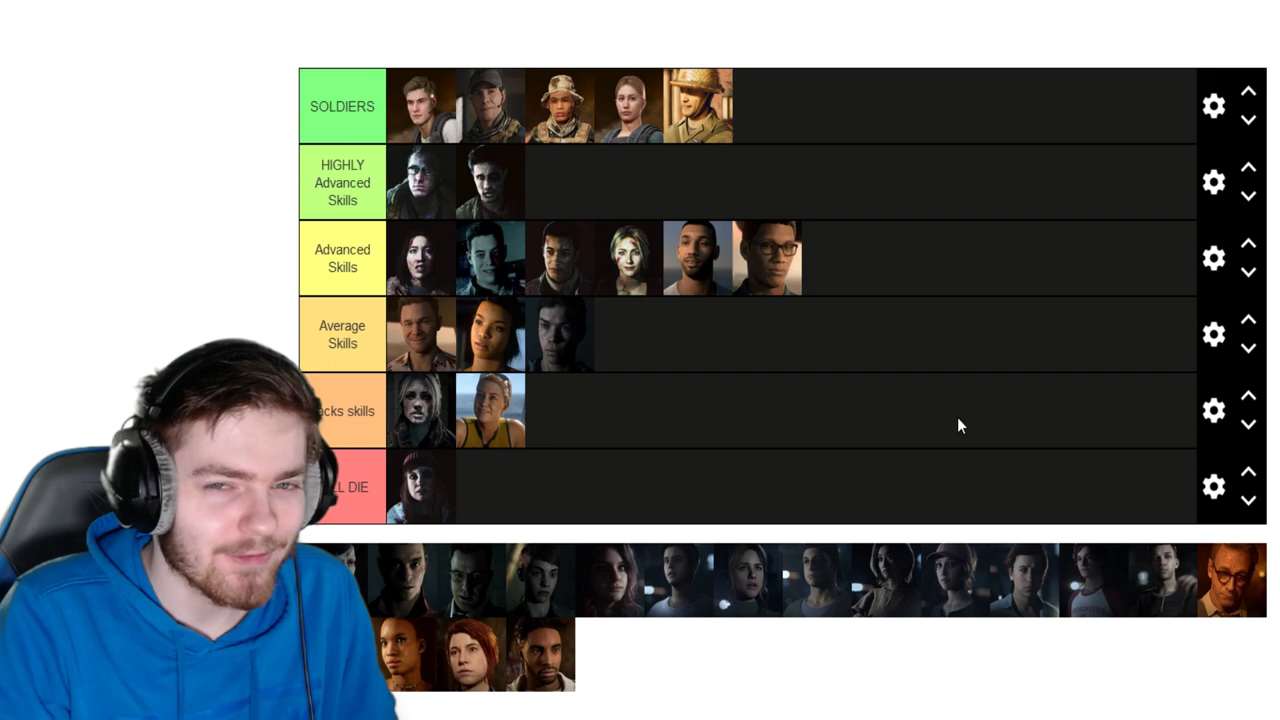 SOLDIERS
HIGHLY
Advanced
Skills
Advanced
Skills
Average
Skills
skills
DIE